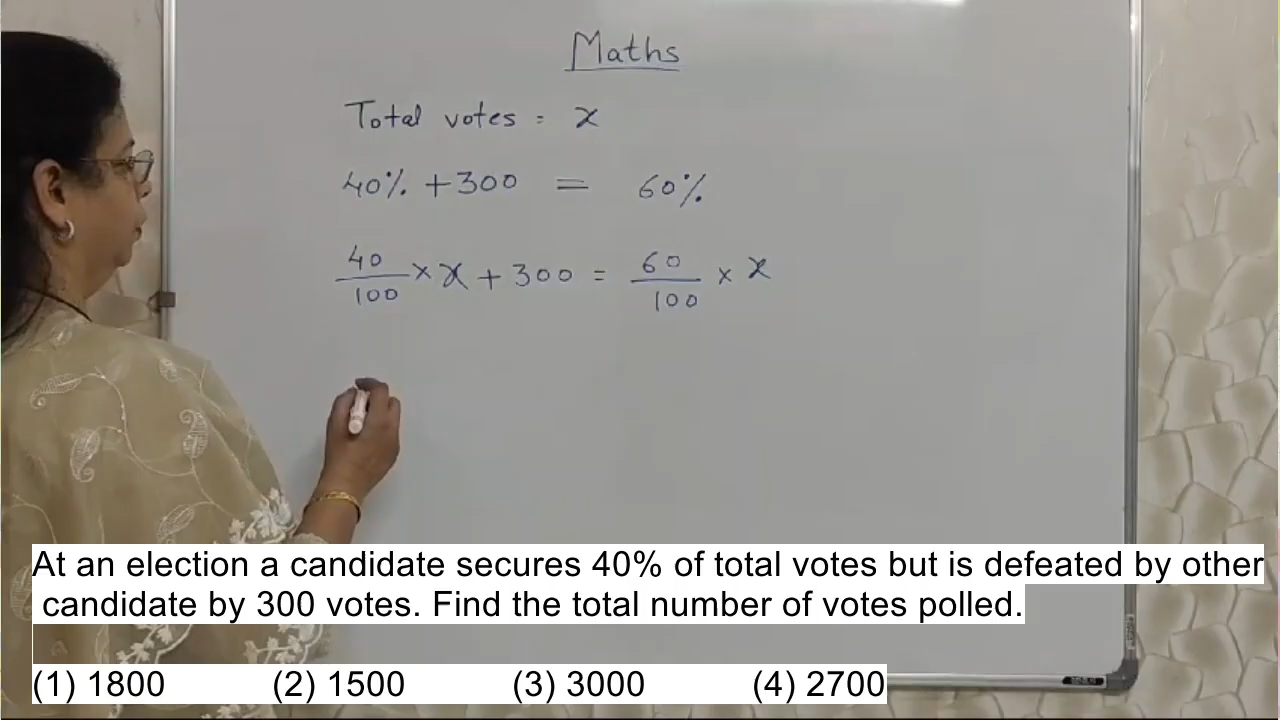 Maths
Total votes = x
40% + 300 = 60%
40/100 × x + 300 = 60/100 × x
At an election a candidate secures 40% of total votes but is defeated by other
candidate by 300 votes. Find the total number of votes polled.
(1) 1800 (2) 1500 (3) 3000 (4) 2700